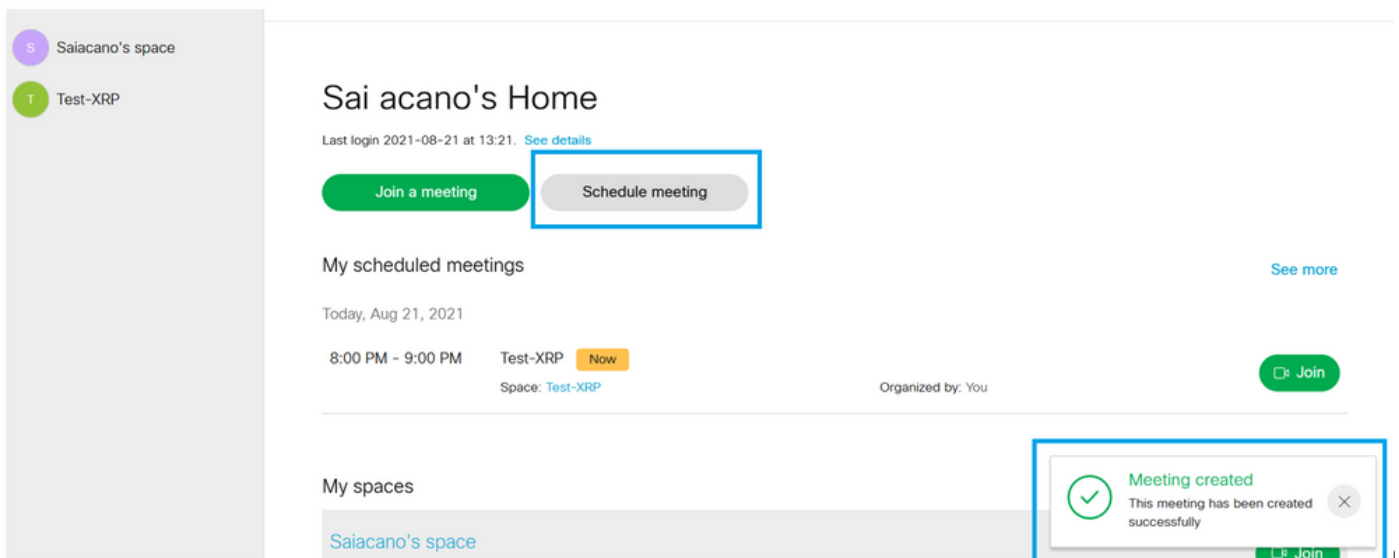 S Saiacano's space
T Test-XRP
Sai acano's Home
Last login 2021-08-21 at 13:21. See details
Join a meeting Schedule meeting
My scheduled meetings See more
Today, Aug 21, 2021
8:00 PM - 9:00 PM Test-XRP Now
Space: Test-XRP Organized by: You Join
My spaces
Meeting created
This meeting has been created
successfully
Saiacano's space
Join